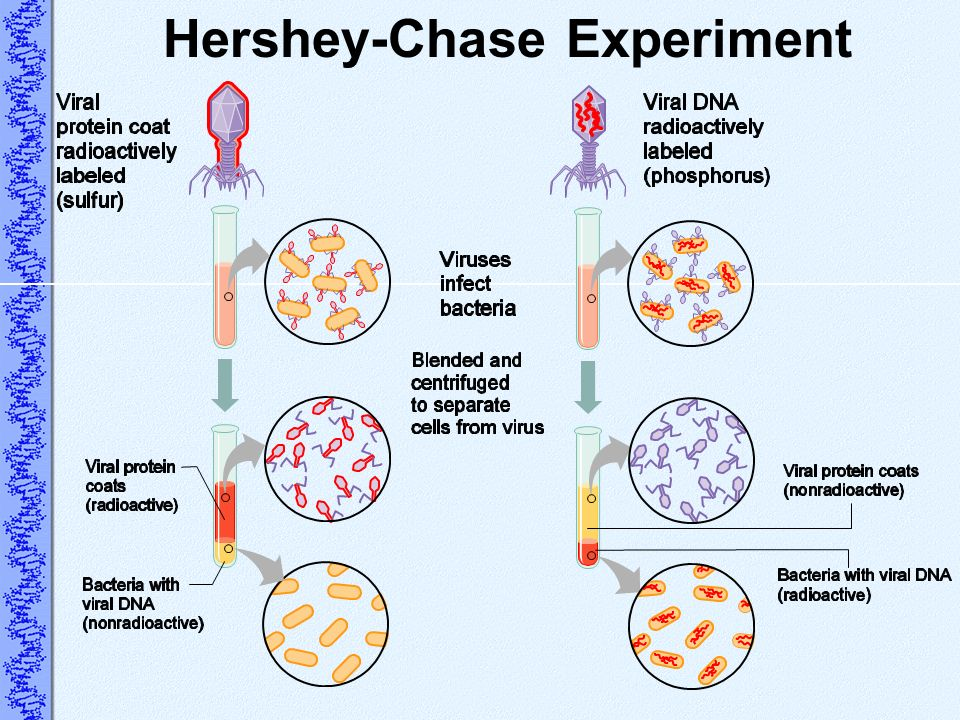 Hershey-Chase Experiment
Viral
protein coat
radioactively
labeled
(sulfur)
Viral DNA
radioactively
labeled
(phosphorus)
Viruses
infect
bacteria
Blended and
centrifuged
to separate
cells from virus
Viral protein
coats
(radioactive)
Bacteria with
viral DNA
(nonradioactive)
Viral protein coats
(nonradioactive)
Bacteria with viral DNA
(radioactive)